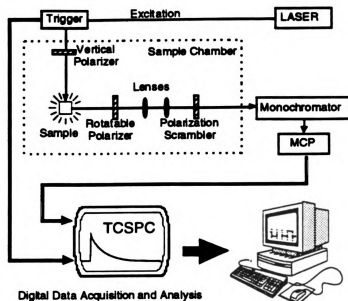 Trigger
Excitation
LASER
Vertical
Polarizer
Sample Chamber
Lenses
Sample
Rotatable
Polarizer
Polarization
Scrambler
Monochromator
MCP
TCSPC
Digital Data Acquisition and Analysis